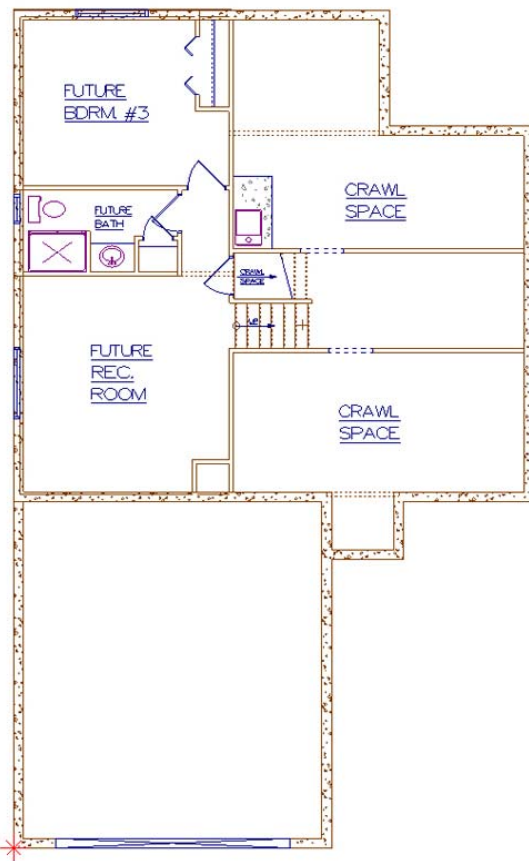 FUTURE
BDRM. #3
CRAWL
SPACE
FUTURE
BATH
CRAWL
SPACE
UP
FUTURE
REC.
ROOM
CRAWL
SPACE